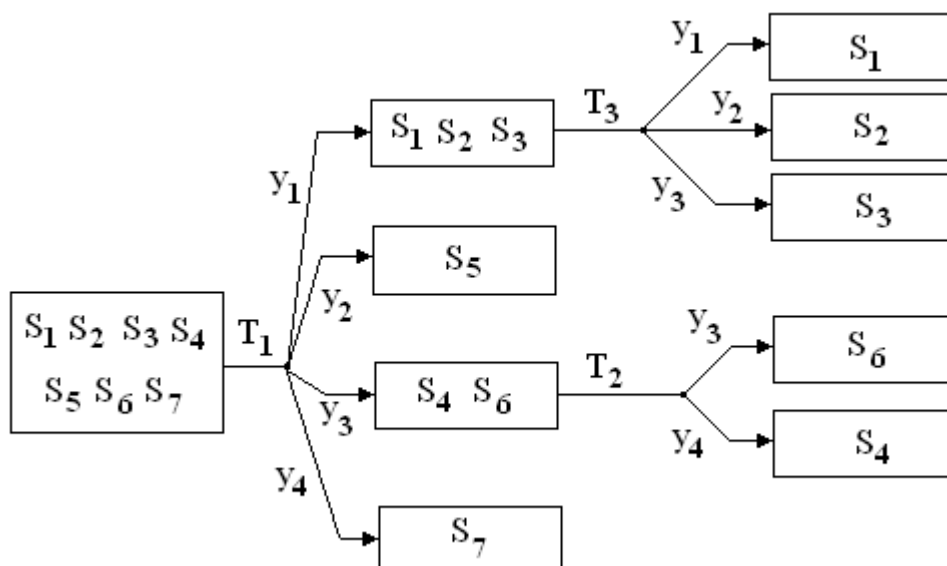 S₁ S₂ S₃ S₄
S₅ S₆ S₇
T₁
y₁
y₂
y₃
y₄
S₁ S₂ S₃
S₅
S₄ S₆
S₇
T₃
y₁
y₂
y₃
S₁
S₂
S₃
T₂
y₃
y₄
S₆
S₄